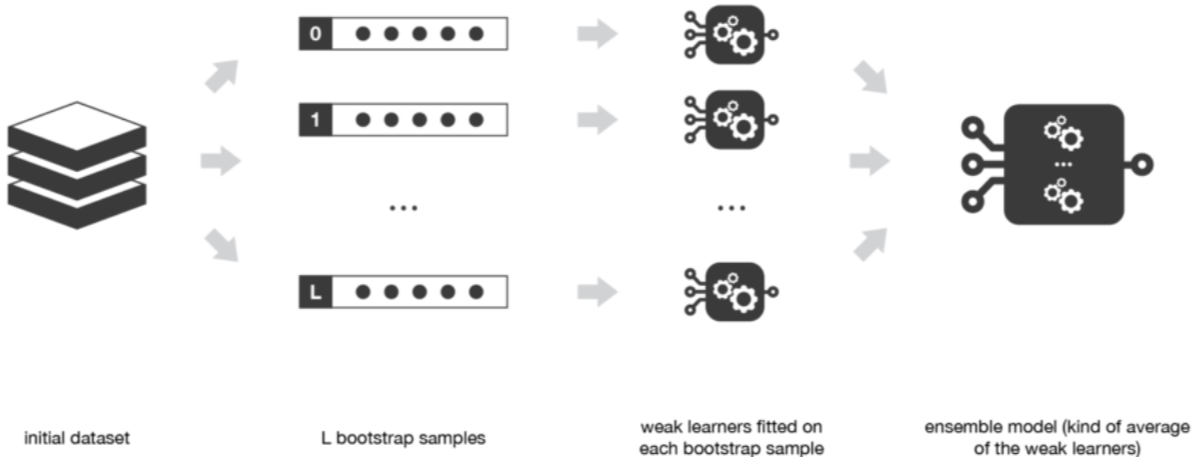 0
1
...
...
L
...
initial dataset
L bootstrap samples
weak learners fitted on
each bootstrap sample
ensemble model (kind of average
of the weak learners)